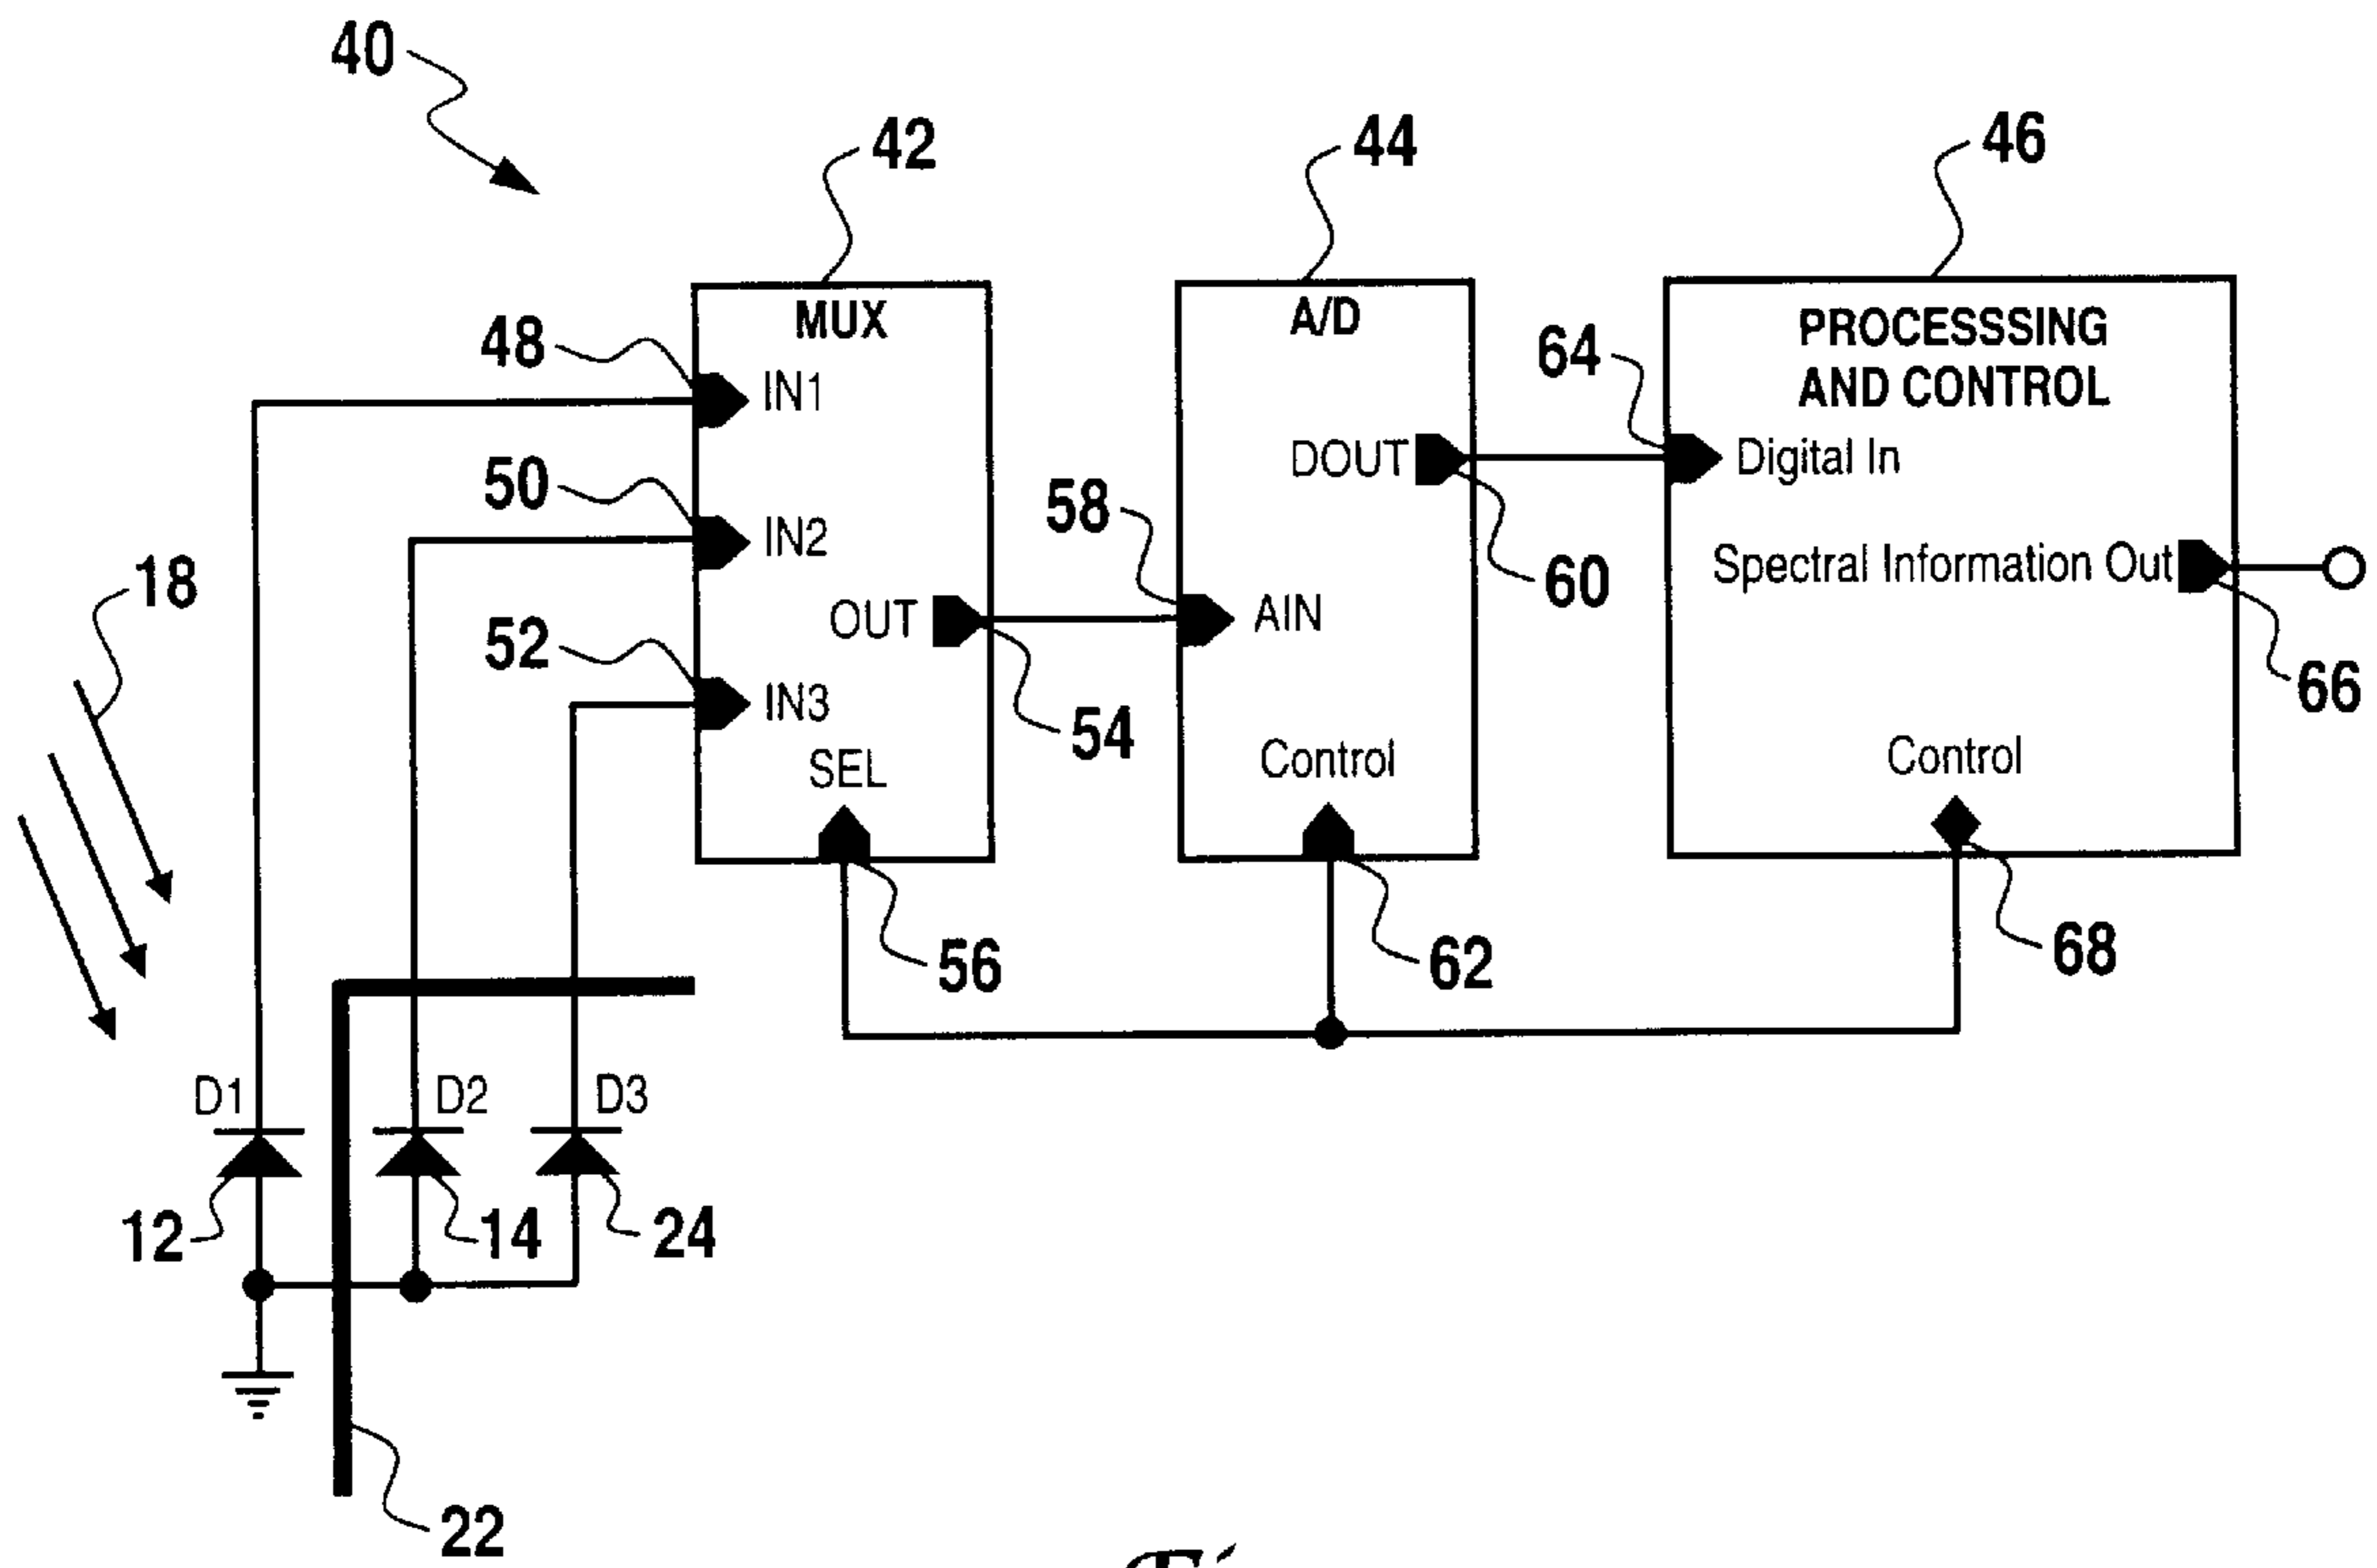 40
42
44
46
MUX
A/D
PROCESSSING
AND CONTROL
48
IN1
64
50
IN2
DOUT
Digital In
58
18
60
Spectral Information Out
52
OUT
AIN
IN3
54
66
SEL
Control
Control
56
62
68
D1
D2
D3
12
14
24
22